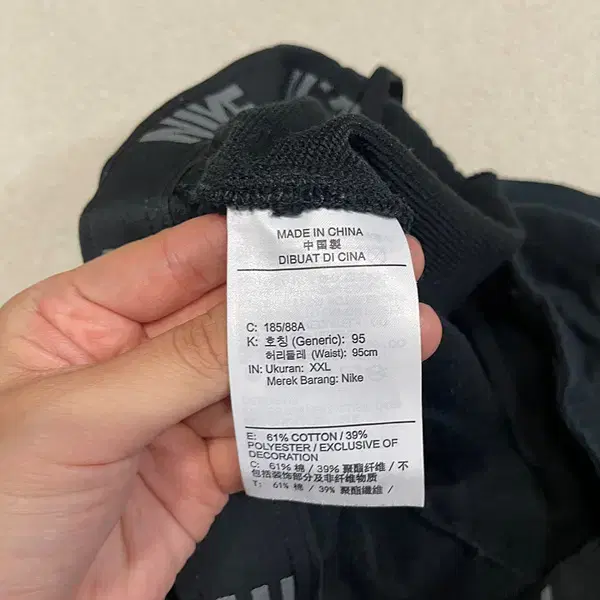 NIKE
MADE IN CHINA
中国製
DIBUAT DI CINA
C: 185/88A
K: 호칭 (Generic): 95
허리둘레 (Waist): 95cm
IN: Ukuran: XXL
Merek Barang: Nike
E: 61% COTTON / 39%
POLYESTER / EXCLUSIVE OF
DECORATION
C: 61% 棉 / 39% 聚酯纤维 / 不
包括装饰部分及非纤维物质
T: 61% 棉 / 39% 聚酯纖維 /